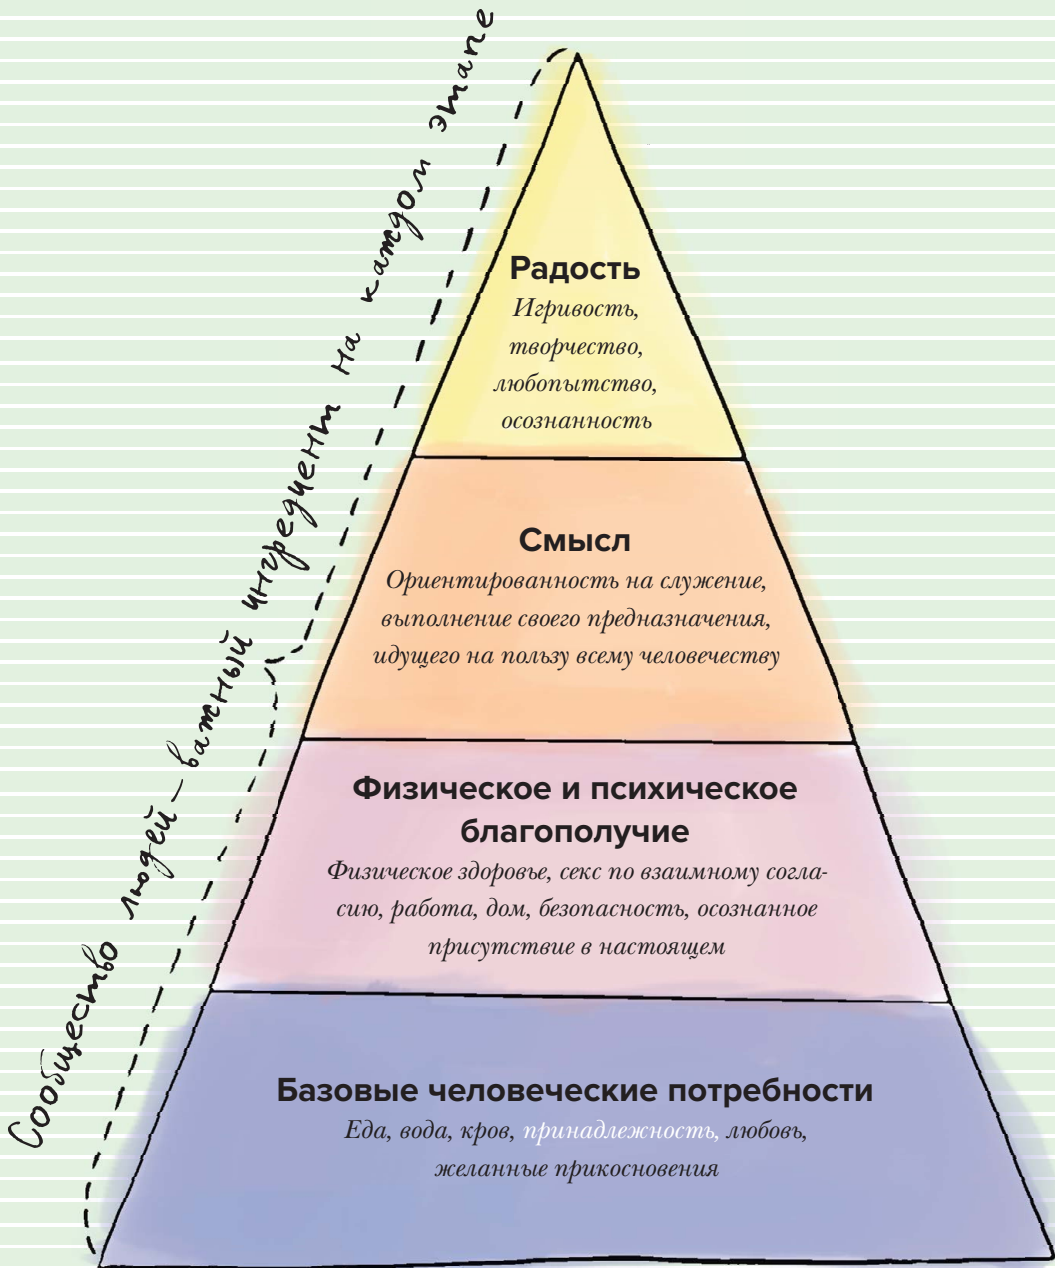 Сообщество людей – важный ингредиент на каждом этапе
Радость
Игривость,
творчество,
любопытство,
осознанность
Смысл
Ориентированность на служение,
выполнение своего предназначения,
идущего на пользу всему человечеству
Физическое и психическое
благополучие
Физическое здоровье, секс по взаимному согла-
сию, работа, дом, безопасность, осознанное
присутствие в настоящем
Базовые человеческие потребности
Еда, вода, кров, принадлежность, любовь,
желанные прикосновения